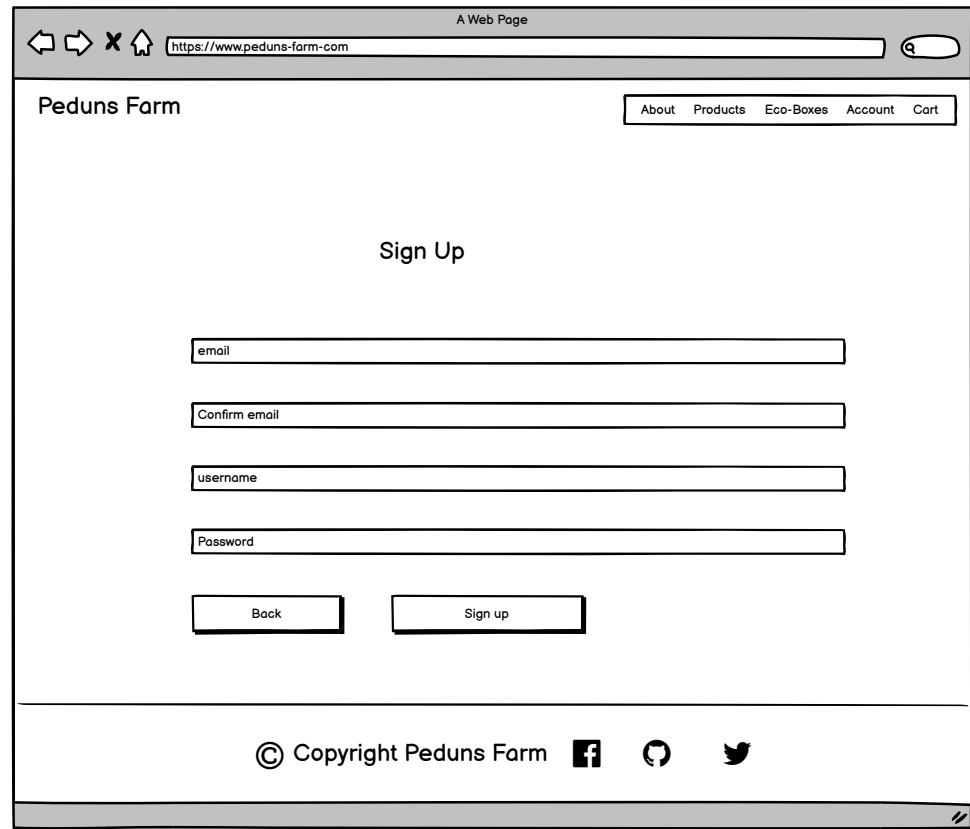 A Web Page
https://www.peduns-farm-com
Peduns Farm
About Products Eco-Boxes Account Cart
Sign Up
email
Confirm email
username
Password
Back Sign up
© Copyright Peduns Farm